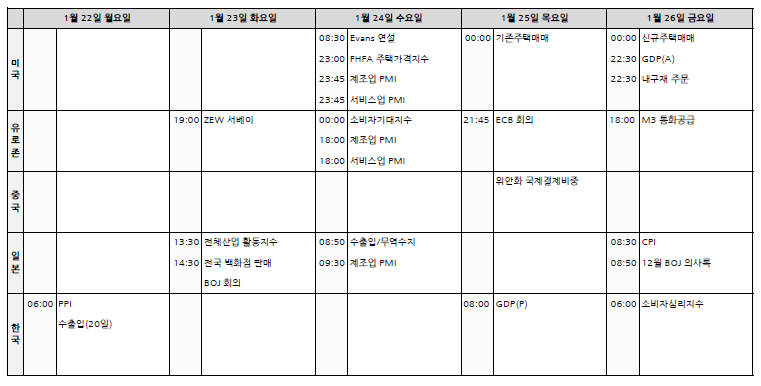 1월 22일 월요일 1월 23일 화요일 1월 24일 수요일 1월 25일 목요일 1월 26일 금요일
미국
08:30 Evans 연설 00:00 기존주택매매 00:00 신규주택매매
23:00 FHFA 주택가격지수 22:30 GDP(A)
23:45 제조업 PMI 22:30 내구재 주문
23:45 서비스업 PMI
유로존
19:00 ZEW 서베이 00:00 소비자기대지수 21:45 ECB 회의 18:00 M3 통화공급
18:00 제조업 PMI
18:00 서비스업 PMI
중국
위안화 국제결제비중
일본
13:30 전체산업 활동지수 08:50 수출입/무역수지 08:30 CPI
14:30 전국 백화점 판매 09:30 제조업 PMI 08:50 12월 BOJ 의사록
BOJ 회의
한국
06:00 PPI 08:00 GDP(P) 06:00 소비자심리지수
수출입(20일)